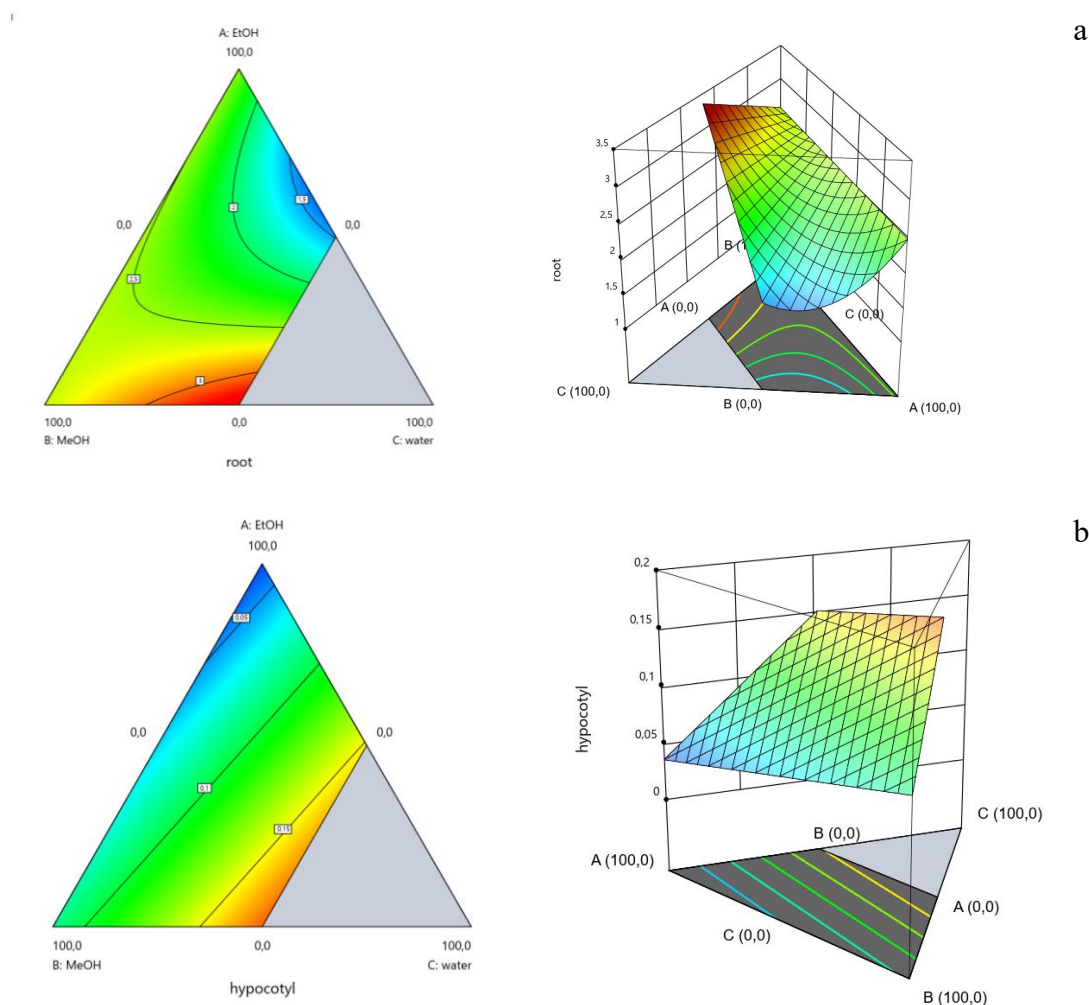 a
A: EtOH
100,0
0,0
0,0
2
1,5
2,5
3
100,0
0,0
100,0
B: MeOH
C: water
root
3,5
3
2,5
2
1,5
1
root
A (0,0)
C (0,0)
C (100,0)
B (0,0)
A (100,0)
b
A: EtOH
100,0
0,05
0,0
0,0
0,1
0,15
100,0
0,0
100,0
B: MeOH
C: water
hypocotyl
0,2
0,15
0,1
0,05
0
hypocotyl
C (100,0)
B (0,0)
A (100,0)
A (0,0)
C (0,0)
B (100,0)